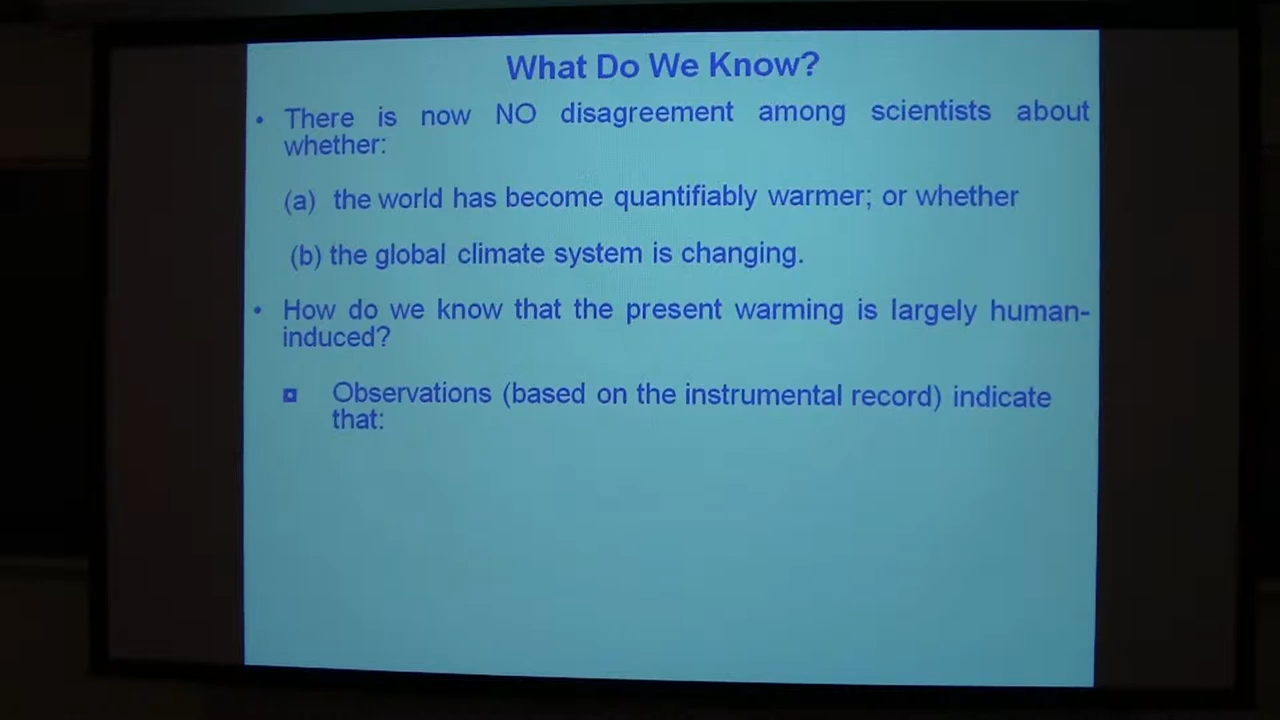 What Do We Know?
• There is now NO disagreement among scientists about
whether:
(a) the world has become quantifiably warmer; or whether
(b) the global climate system is changing.
• How do we know that the present warming is largely human-
induced?
Observations (based on the instrumental record) indicate
that: